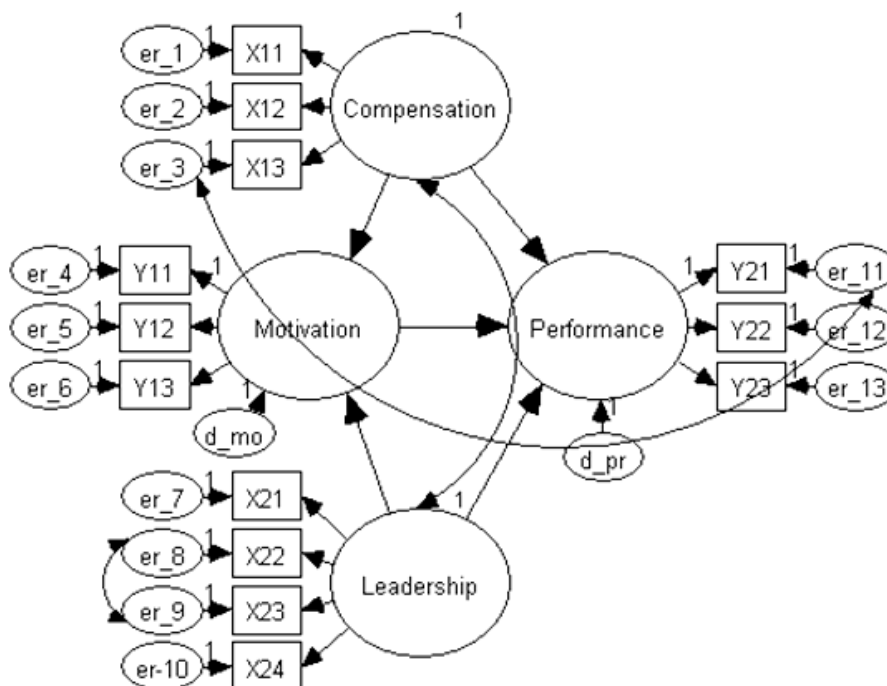 1
er_1 1 X11
er_2 1 X12
Compensation
er_3 1 X13
er_4 1 Y11 1
1 Y21 1 er_11
er_5 1 Y12
Motivation
Performance
Y22 1 er_12
er_6 1 Y13
Y23 1 er_13
1
d_mo
1
d_pr
er_7 1 X21
1
er_8 1 X22
Leadership
er_9 1 X23
er-10 1 X24